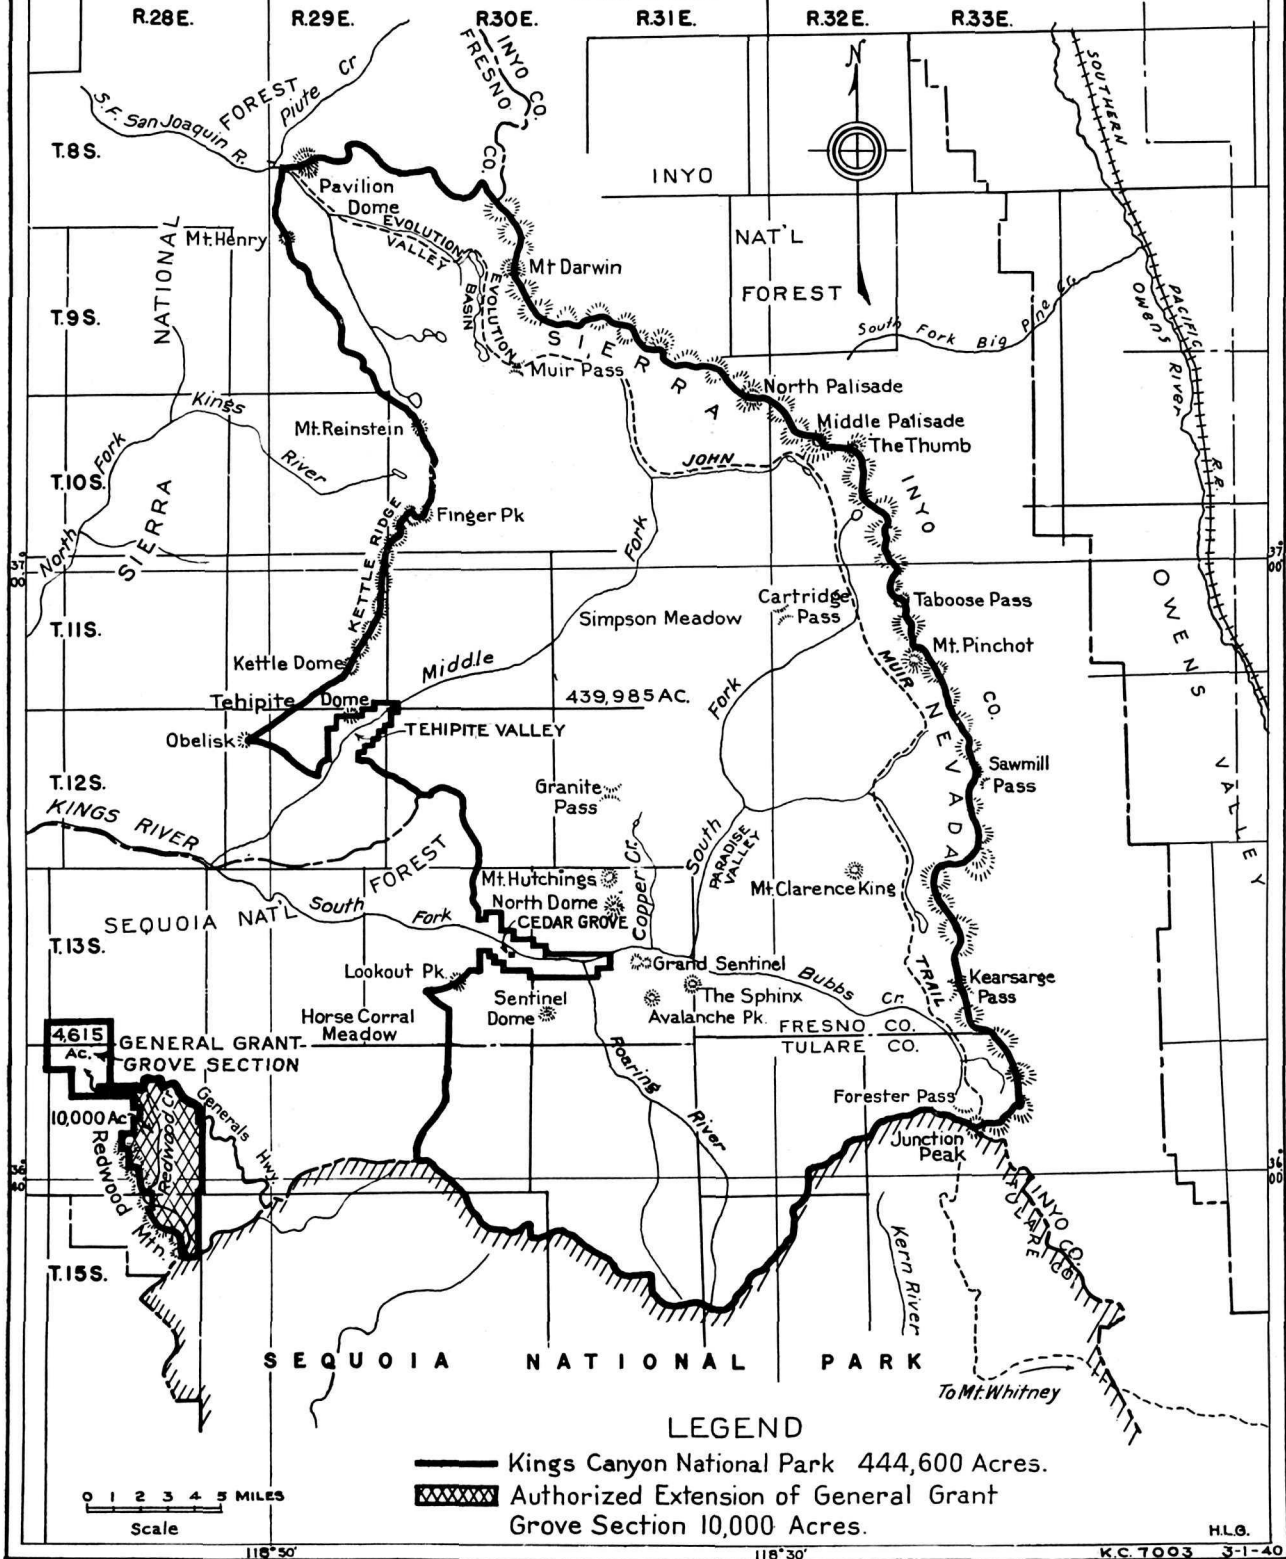 R.28E. R.29E. R.30E. R.31E. R.32E. R.33E.
INYO CO.
FRESNO CO.
SOUTHERN
PACIFIC
R.R.
N
S.F. San Joaquin R.
FOREST
Piute Cr
T.8S.
INYO
NAT'L
FOREST
Pavilion
Dome
EVOLUTION
VALLEY
Mt. Henry
NATIONAL
Mt Darwin
T.9S.
EVOLUTION
BASIN
SIERRA
Muir Pass
South Fork Big Pine Cr.
Owens River
North Palisade
Middle Palisade
The Thumb
Kings
River
North Fork
Mt. Reinstein
JOHN
INYO
CO.
T.10S.
SIERRA
Finger Pk
Fork
KETTLE RIDGE
37°
00'
37°
00'
Cartridge
Pass
Taboose Pass
OWENS
VALLEY
T.11S.
Simpson Meadow
Mt. Pinchot
Kettle Dome
Middle
MUIR
Tehipite Dome
439,985 AC.
Fork
NEVADA
Obelisk
TEHIPITE VALLEY
Sawmill
Pass
T.12S.
Granite
Pass
KINGS RIVER
South
PARADISE
VALLEY
FOREST
Mt. Hutchings
Copper Cr.
Mt. Clarence King
North Dome
CEDAR GROVE
SEQUOIA NAT'L
South Fork
T.13S.
TRAIL
Lookout Pk.
Grand Sentinel
Bubbs Cr.
Kearsarge
Pass
Sentinel
Dome
The Sphinx
Avalanche Pk.
Horse Corral
Meadow
FRESNO CO.
TULARE CO.
4,615
Ac.
GENERAL GRANT
GROVE SECTION
Roaring
River
Forester Pass
10,000 Ac
Redwood Cr.
Generals
Hwy.
Redwood
Mtn.
Junction
Peak
36°
40'
36°
00'
INYO CO.
TULARE CO.
Kern River
T.15S.
SEQUOIA NATIONAL PARK
To Mt. Whitney
LEGEND
Kings Canyon National Park 444,600 Acres.
Authorized Extension of General Grant
Grove Section 10,000 Acres.
0 1 2 3 4 5 MILES
Scale
H.L.G.
118°50' 118°30' K.C. 7003 3-1-40